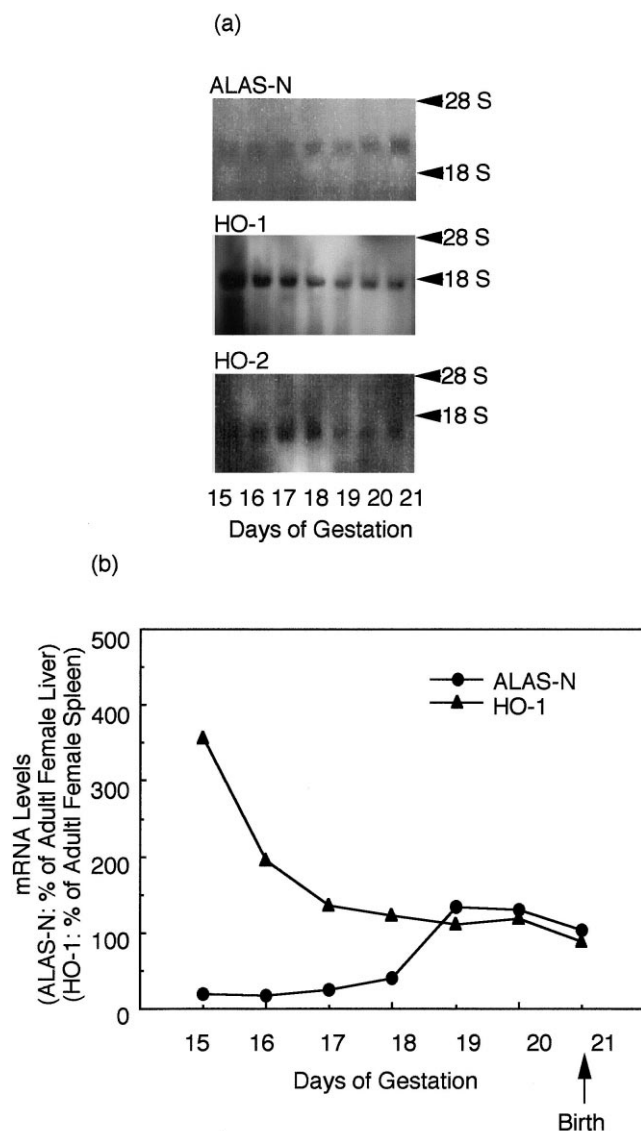 (a)
ALAS-N
28 S
18 S
HO-1
28 S
18 S
HO-2
28 S
18 S
15 16 17 18 19 20 21
Days of Gestation
(b)
mRNA Levels
(ALAS-N: % of Adultl Female Liver)
(HO-1: % of Adultl Female Spleen)
500
400
300
200
100
0
ALAS-N
HO-1
15 16 17 18 19 20 21
Days of Gestation
Birth